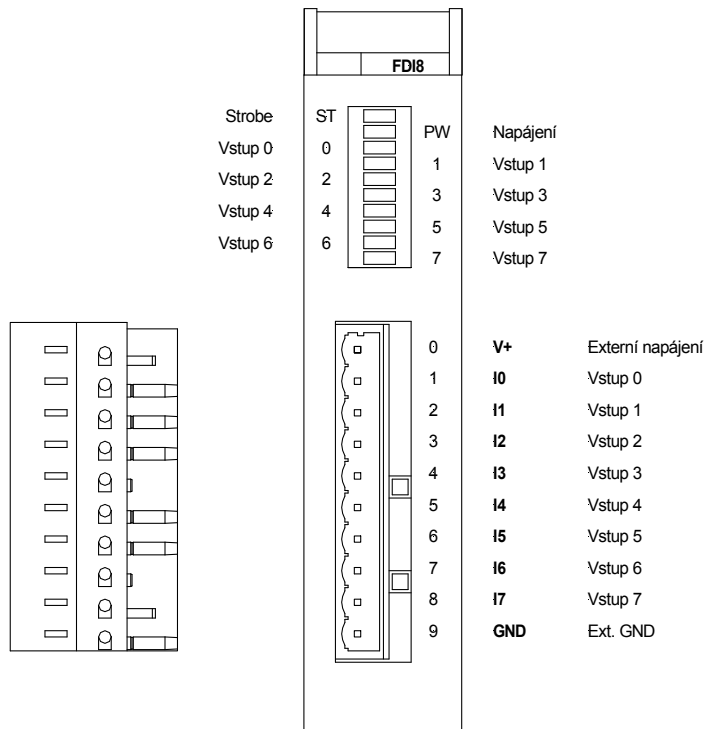 FDI8
Strobe ST
PW Napájení
Vstup 0 0
1 Vstup 1
Vstup 2 2
3 Vstup 3
Vstup 4 4
5 Vstup 5
Vstup 6 6
7 Vstup 7
0 V+ Externí napájení
1 I0 Vstup 0
2 I1 Vstup 1
3 I2 Vstup 2
4 I3 Vstup 3
5 I4 Vstup 4
6 I5 Vstup 5
7 I6 Vstup 6
8 I7 Vstup 7
9 GND Ext. GND